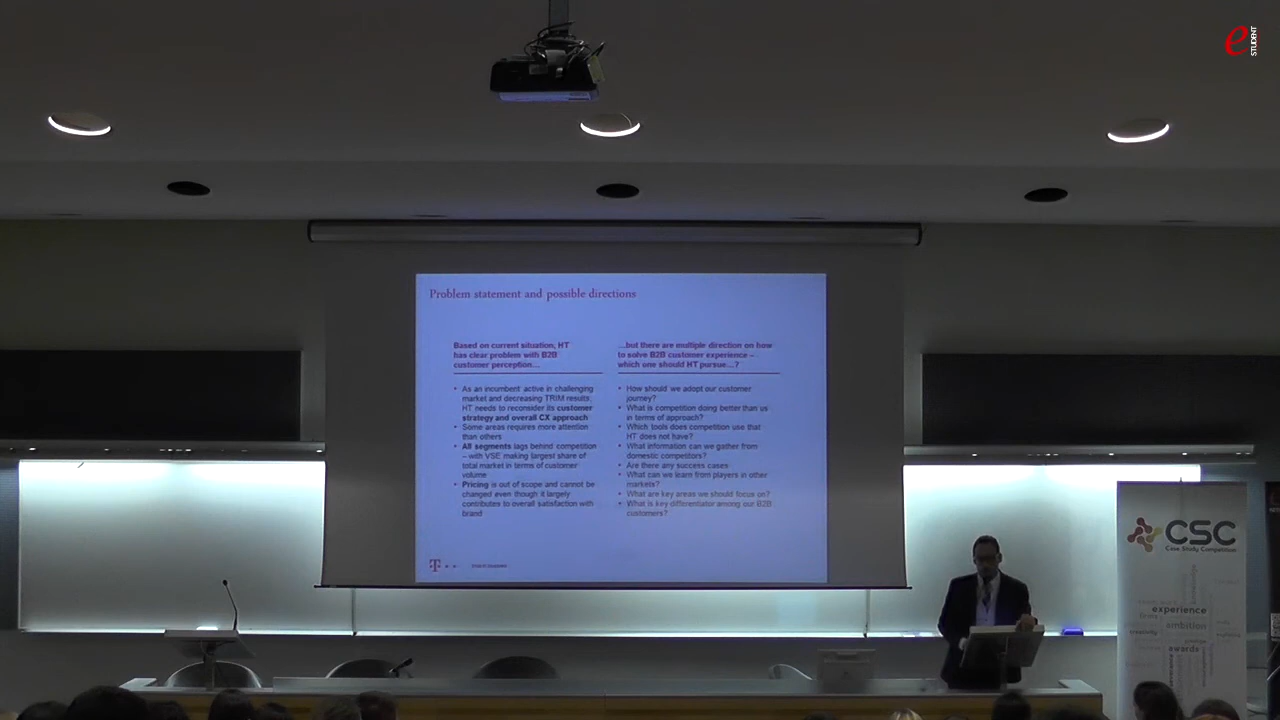 e
STUDENT
Problem statement and possible directions
Based on current situation, HT
has clear problem with B2B
customer perception...
• As an incumbent active in challenging
market and decreasing TRIM results,
HT needs to reconsider its customer
strategy and overall CX approach
• Some areas requires more attention
than others
• All segments lags behind competition
– with VSE making largest share of
total market in terms of customer
volume
• Pricing is out of scope and cannot be
changed even though it largely
contributes to overall satisfaction with
brand
...but there are multiple direction on how
to solve B2B customer experience –
which one should HT pursue...?
• How should we adopt our customer
journey?
• What is competition doing better than us
in terms of approach?
• Which tools does competition use that
HT does not have?
• What information can we gather from
domestic competitors?
• Are there any success cases
• What can we learn from players in other
markets?
• What are key areas we should focus on?
• What is key differentiator among our B2B
customers?
T
CSC
Case Study Competition
experience
ambition
creativity
awards